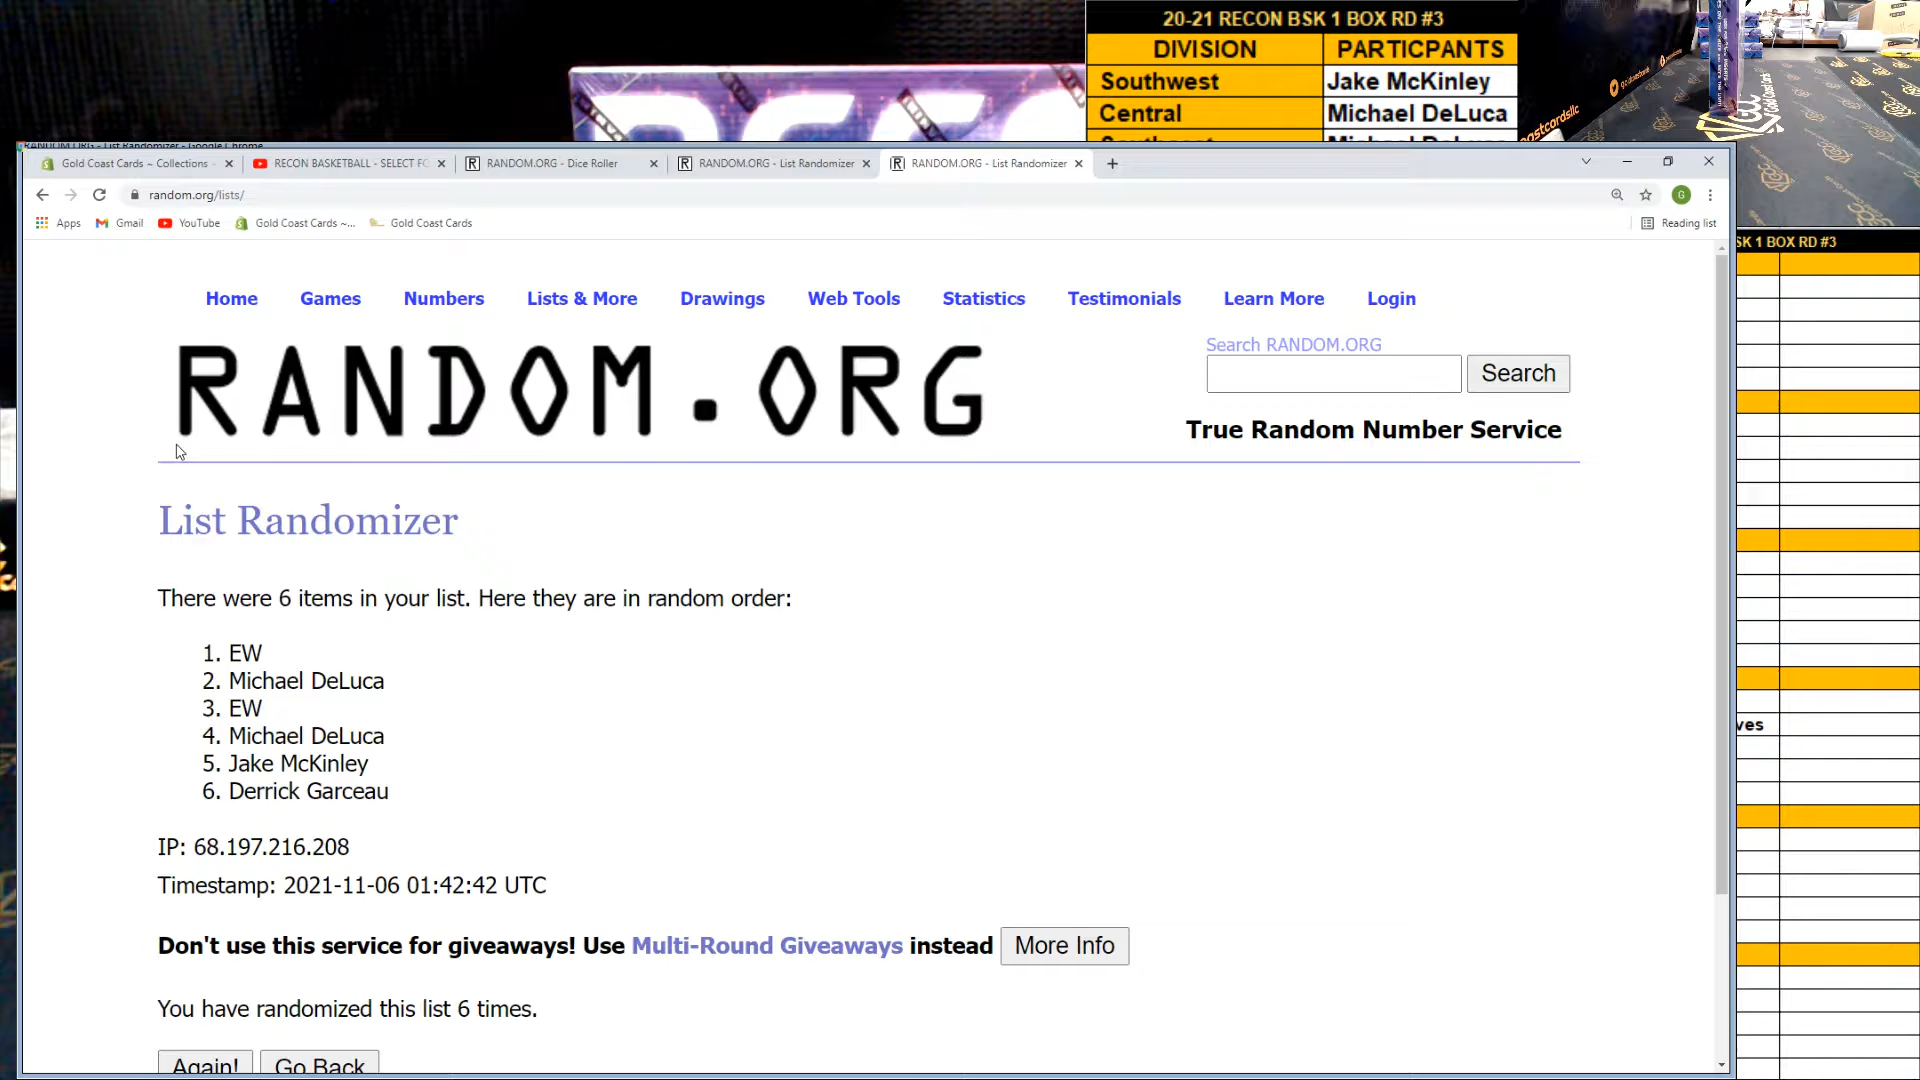 20-21 RECON BSK 1 BOX RD #3
DIVISION PARTICPANTS
Southwest Jake McKinley
Central Michael DeLuca
RANDOM.ORG - List Randomizer - Google Chrome
Gold Coast Cards ~ Collections
RECON BASKETBALL - SELECT FO
RANDOM.ORG - Dice Roller
RANDOM.ORG - List Randomizer
RANDOM.ORG - List Randomizer
random.org/lists/
G
Apps Gmail YouTube Gold Coast Cards ~... Gold Coast Cards Reading list
SK 1 BOX RD #3
Home Games Numbers Lists & More Drawings Web Tools Statistics Testimonials Learn More Login
RANDOM.ORG
Search RANDOM.ORG
Search
True Random Number Service
List Randomizer
There were 6 items in your list. Here they are in random order:
1. EW
2. Michael DeLuca
3. EW
4. Michael DeLuca
5. Jake McKinley
6. Derrick Garceau
ves
IP: 68.197.216.208
Timestamp: 2021-11-06 01:42:42 UTC
Don't use this service for giveaways! Use Multi-Round Giveaways instead More Info
You have randomized this list 6 times.
Again! Go Back